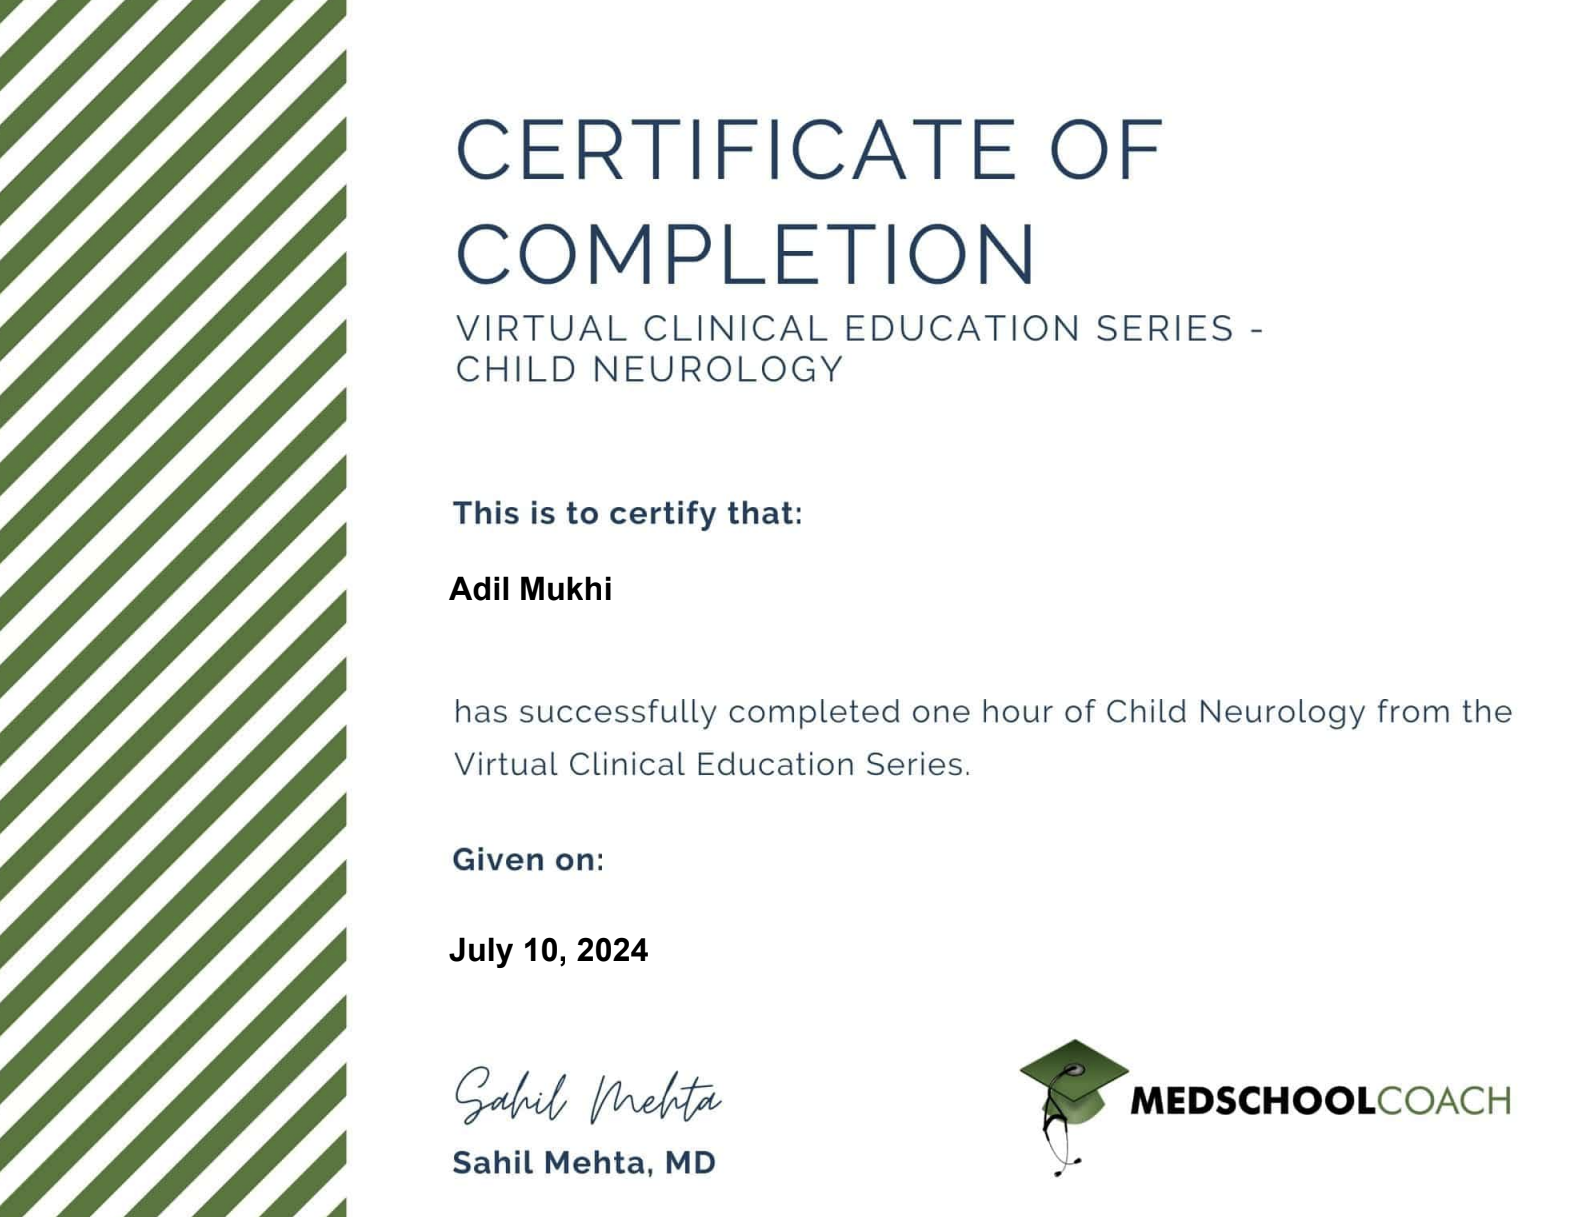 CERTIFICATE OF
COMPLETION
VIRTUAL CLINICAL EDUCATION SERIES -
CHILD NEUROLOGY
This is to certify that:
Adil Mukhi
has successfully completed one hour of Child Neurology from the
Virtual Clinical Education Series.
Given on:
July 10, 2024
Sahil Mehta
Sahil Mehta, MD
MEDSCHOOLCOACH